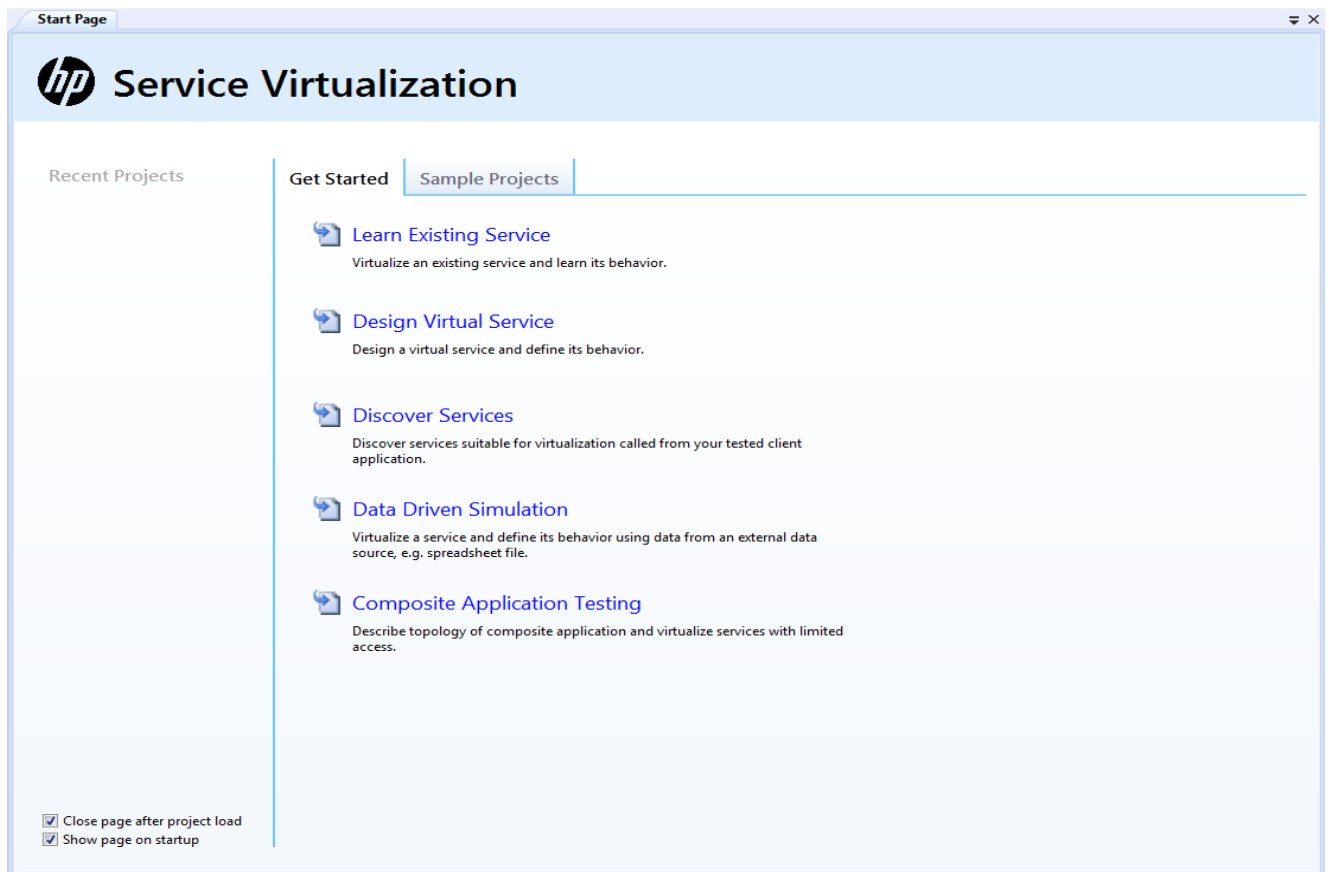 Start Page
hp Service Virtualization
Recent Projects
Get Started
Sample Projects
Learn Existing Service
Virtualize an existing service and learn its behavior.
Design Virtual Service
Design a virtual service and define its behavior.
Discover Services
Discover services suitable for virtualization called from your tested client
application.
Data Driven Simulation
Virtualize a service and define its behavior using data from an external data
source, e.g. spreadsheet file.
Composite Application Testing
Describe topology of composite application and virtualize services with limited
access.
Close page after project load
Show page on startup